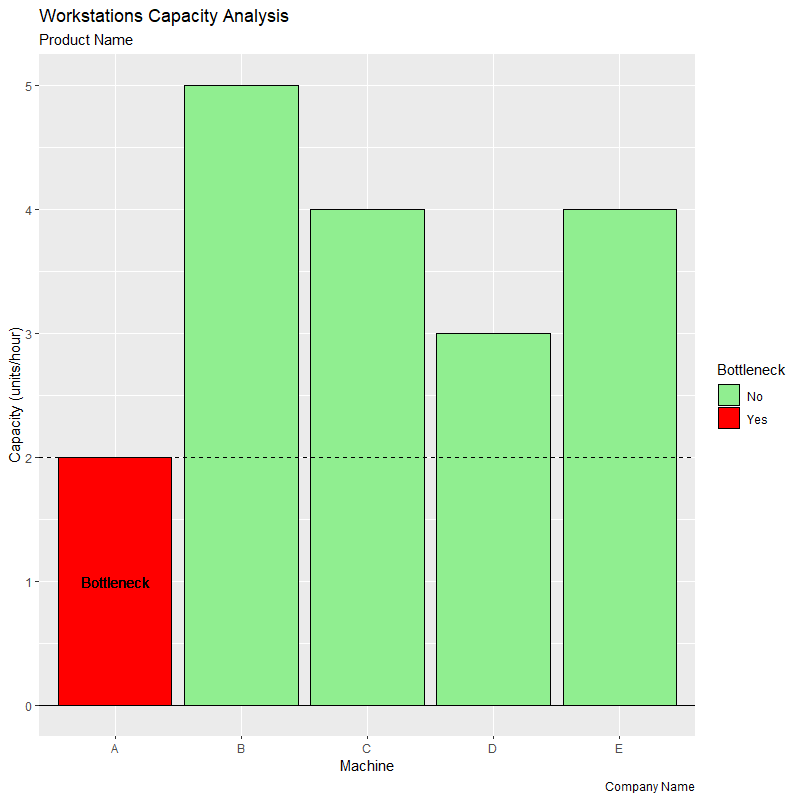 Workstations Capacity Analysis
Product Name
Capacity (units/hour)
5
4
3
2
1
0
Bottleneck
A B C D E
Machine
Bottleneck
No
Yes
Company Name